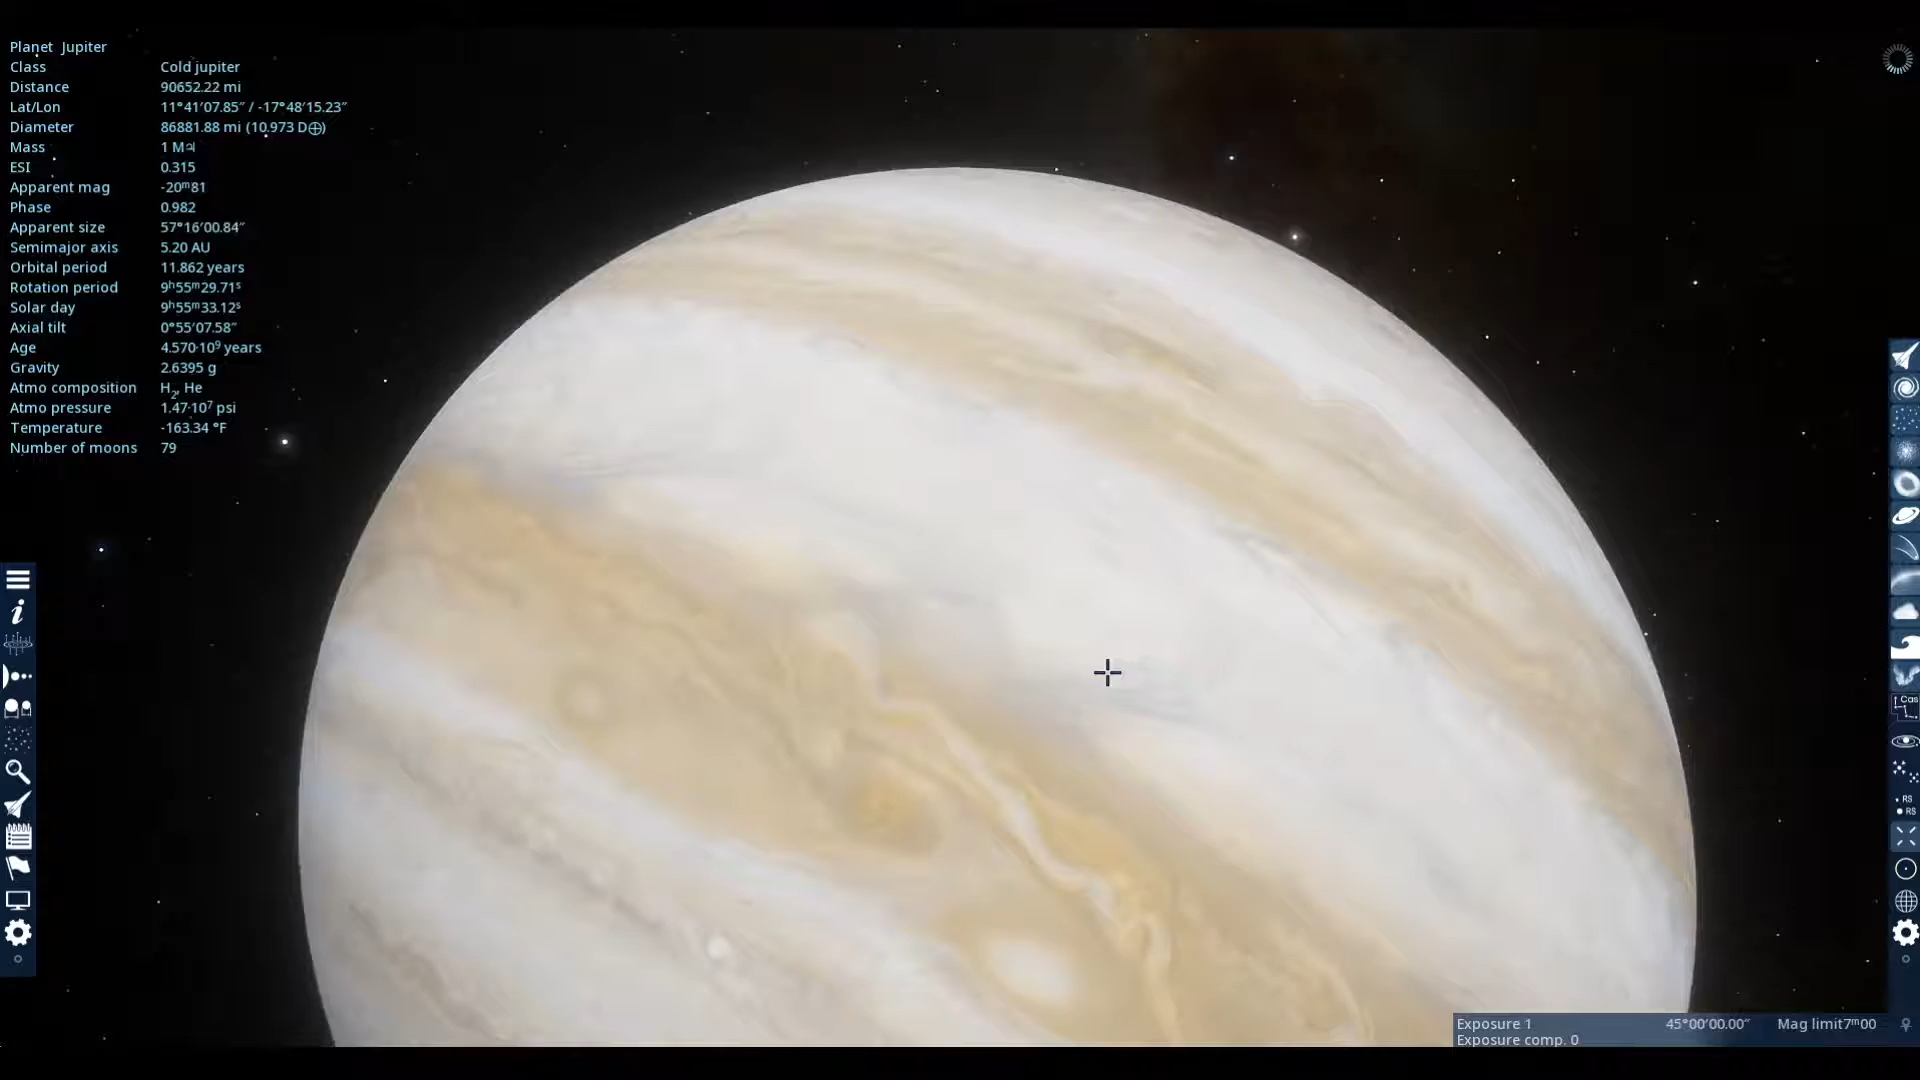 Planet Jupiter
Class Cold jupiter
Distance 90652.22 mi
Lat/Lon 11°41′07.85″ / -17°48′15.23″
Diameter 86881.88 mi (10.973 D⊕)
Mass 1 M♃
ESI 0.315
Apparent mag -20ᵐ81
Phase 0.982
Apparent size 57°16′00.84″
Semimajor axis 5.20 AU
Orbital period 11.862 years
Rotation period 9ʰ55ᵐ29.71ˢ
Solar day 9ʰ55ᵐ33.12ˢ
Axial tilt 0°55′07.58″
Age 4.570·10⁹ years
Gravity 2.6395 g
Atmo composition H₂, He
Atmo pressure 1.47·10⁷ psi
Temperature -163.34 °F
Number of moons 79
Cas
RS
RS
Exposure 1 45°00′00.00″ Mag limit7ᵐ00
Exposure comp. 0